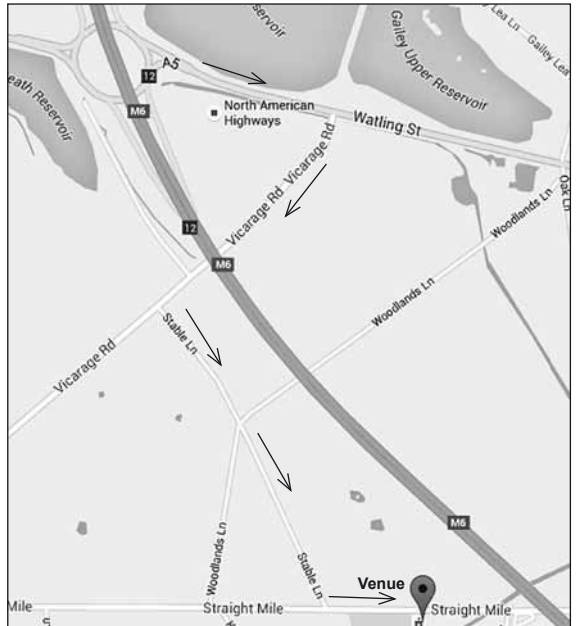 Reservoir
Gailey Upper Reservoir
ey Lea Ln
Gailey Lea
eath Reservoir
A5
12
M6
North American
Highways
Watling St
Vicarage Rd
Vicarage Rd
Oak Ln
Woodlands Ln
12
M6
Woodlands Ln
Stable Ln
Vicarage Rd
M6
Woodlands Ln
Stable Ln
Venue
Mile
Straight Mile
Straight Mile